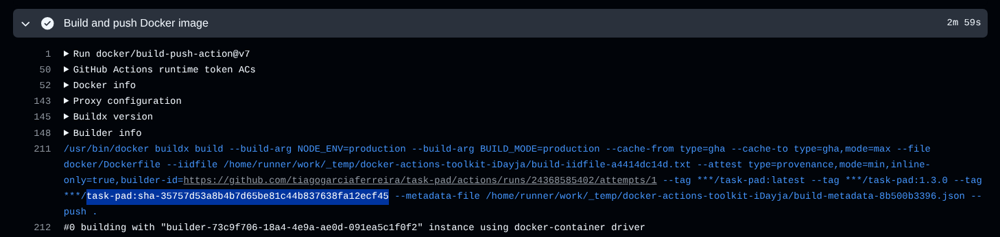 Build and push Docker image 2m 59s
1 Run docker/build-push-action@v7
50 GitHub Actions runtime token ACs
52 Docker info
143 Proxy configuration
145 Buildx version
148 Builder info
211 /usr/bin/docker buildx build --build-arg NODE_ENV=production --build-arg BUILD_MODE=production --cache-from type=gha --cache-to type=gha,mode=max --file
docker/Dockerfile --iidfile /home/runner/work/_temp/docker-actions-toolkit-iDayja/build-iidfile-a4414dc14d.txt --attest type=provenance,mode=min,inline-
only=true,builder-id=https://github.com/tiagogarciaferreira/task-pad/actions/runs/24368585402/attempts/1 --tag ***/task-pad:latest --tag ***/task-pad:1.3.0 --tag
***/task-pad:sha-35757d53a8b4b7d65be81c44b837638fa12ecf45 --metadata-file /home/runner/work/_temp/docker-actions-toolkit-iDayja/build-metadata-8b500b3396.json --
push .
212 #0 building with "builder-73c9f706-18a4-4e9a-ae0d-091ea5c1f0f2" instance using docker-container driver